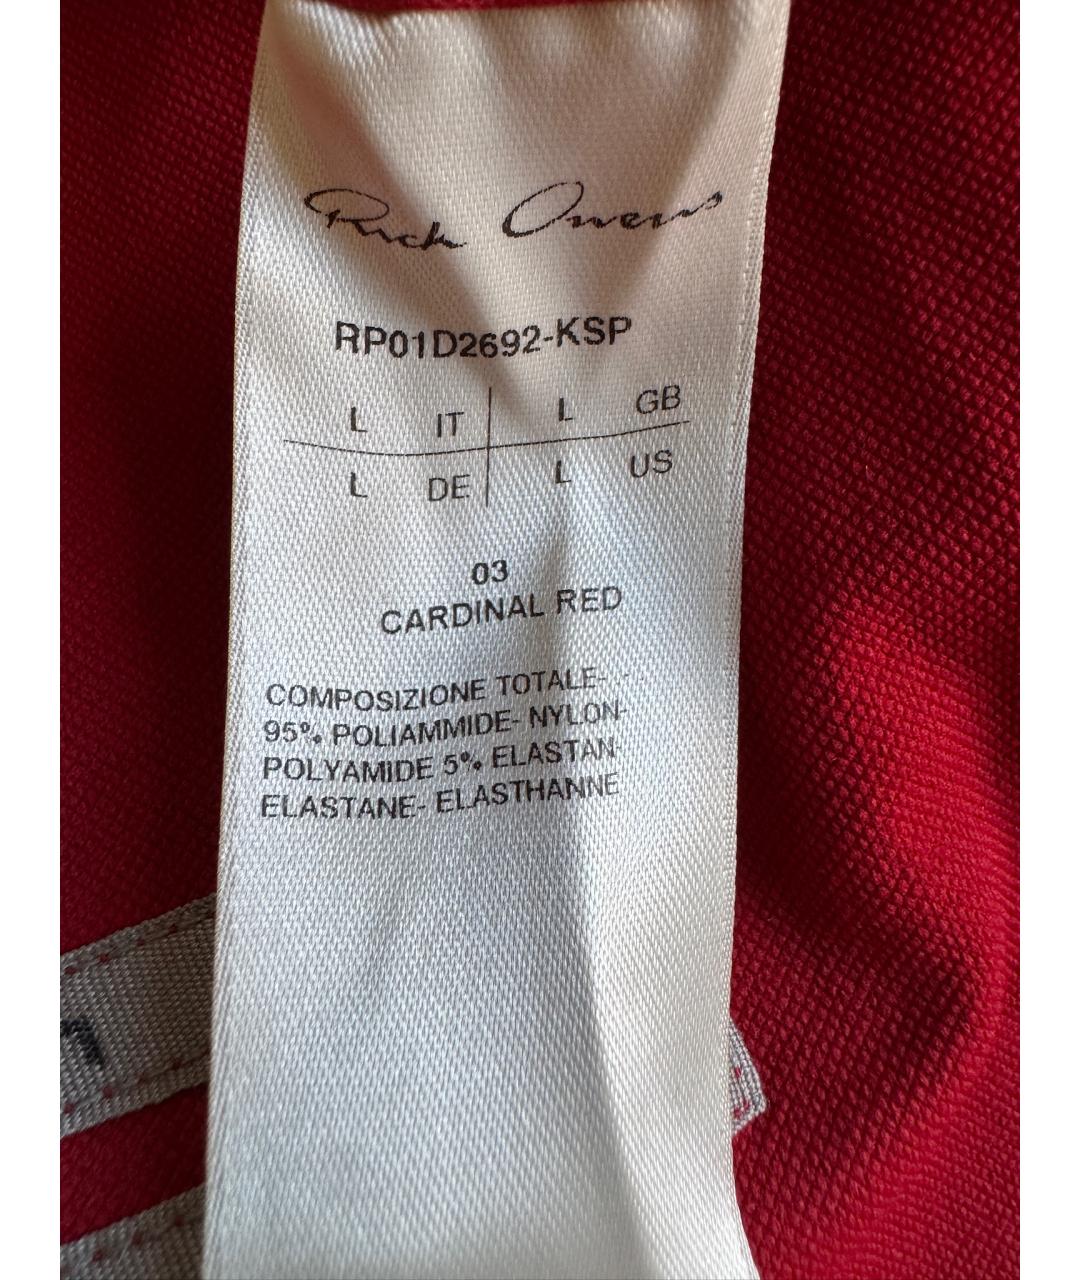 Rick Owens
RP01D2692-KSP
L IT L GB
L DE L US
03
CARDINAL RED
COMPOSIZIONE TOTALE-
95% POLIAMMIDE- NYLON-
POLYAMIDE 5% ELASTAN-
ELASTANE- ELASTHANNE